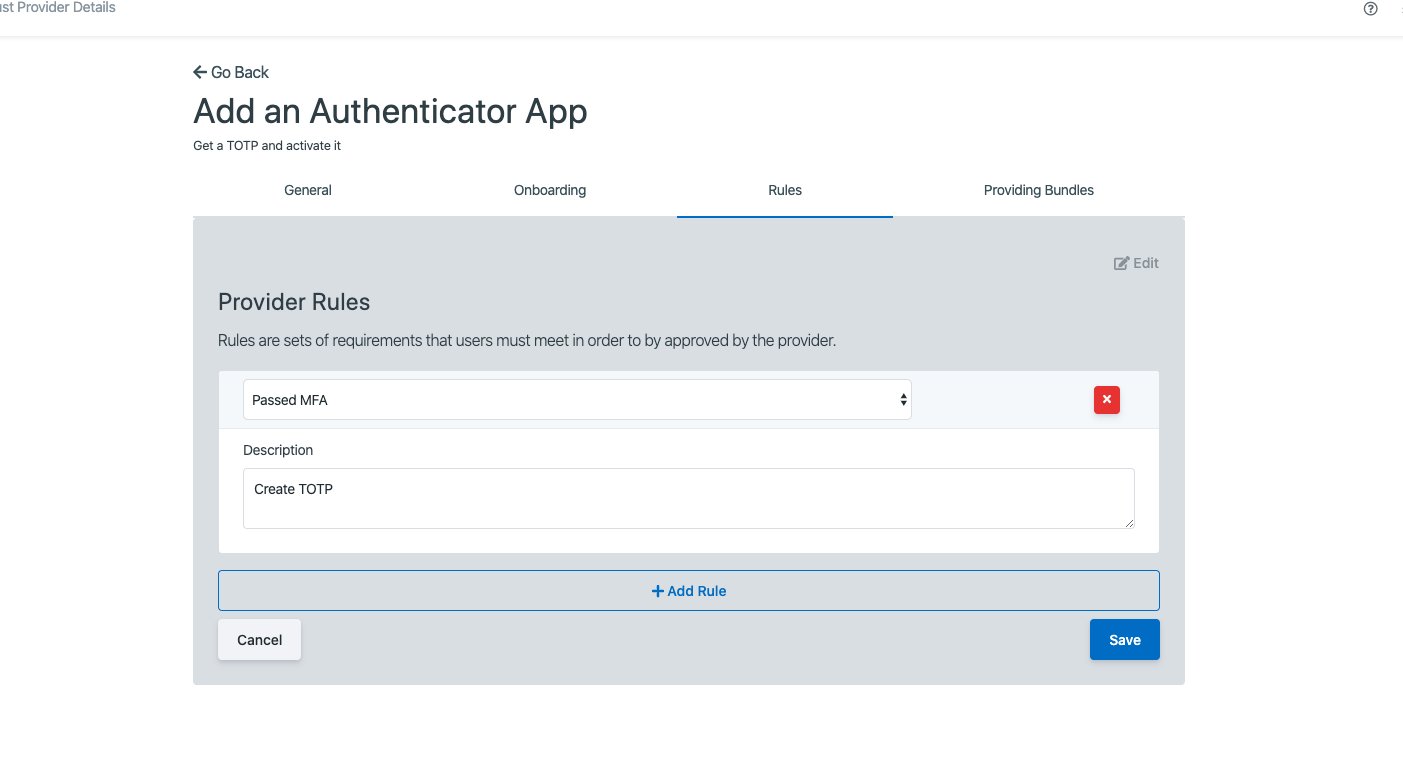 Provider Details
Go Back
Add an Authenticator App
Get a TOTP and activate it
General Onboarding Rules Providing Bundles
Edit
Provider Rules
Rules are sets of requirements that users must meet in order to by approved by the provider.
Passed MFA
Description
Create TOTP
Add Rule
Cancel Save